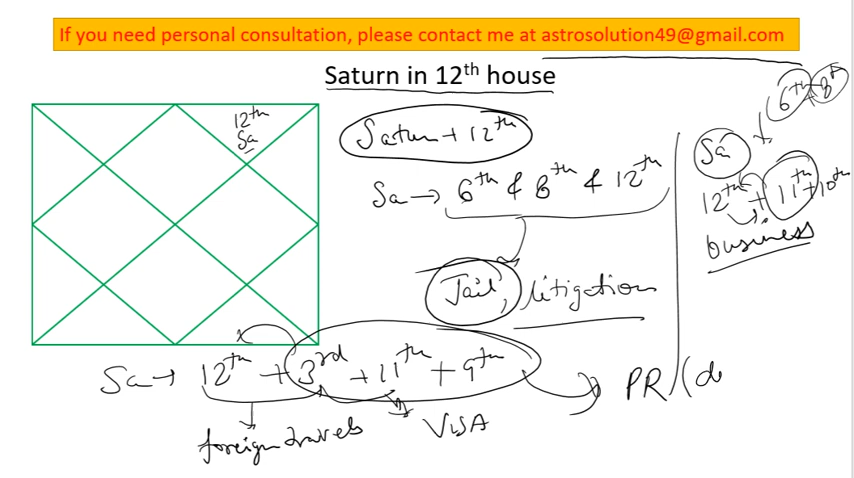 If you need personal consultation, please contact me at astrosolution49@gmail.com
Saturn in 12th house
12th
Sa
Saturn + 12th
Sa → 6th & 8th & 12th
Jail, litigation
6th + 8th
Sa
12th + 11th + 10th
business
Sa → 12th + 3rd + 11th + 9th
PR / (d
foreign travels
VISA